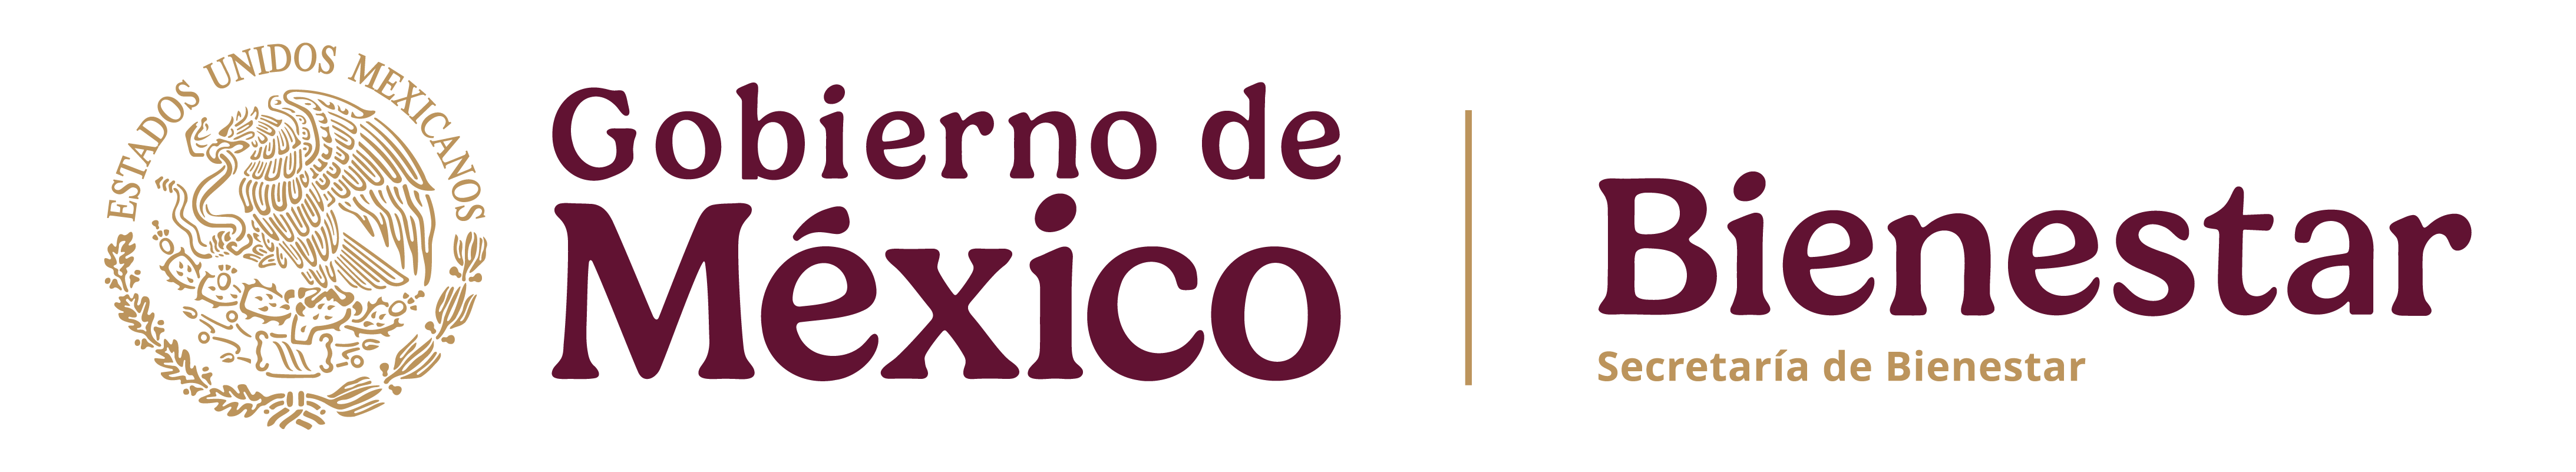 ESTADOS UNIDOS MEXICANOS
Gobierno de
México
Bienestar
Secretaría de Bienestar